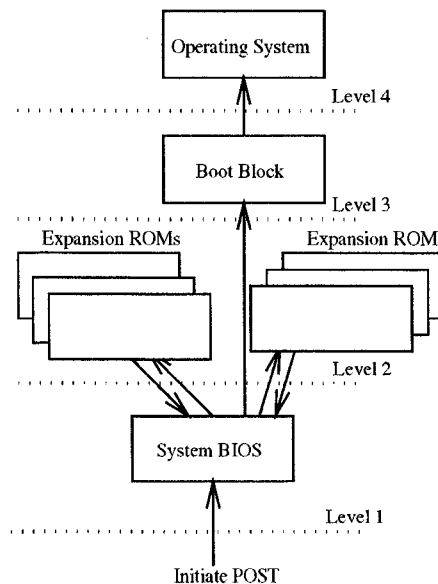 Operating System
Level 4
Boot Block
Level 3
Expansion ROMs
Expansion ROM
Level 2
System BIOS
Level 1
Initiate POST